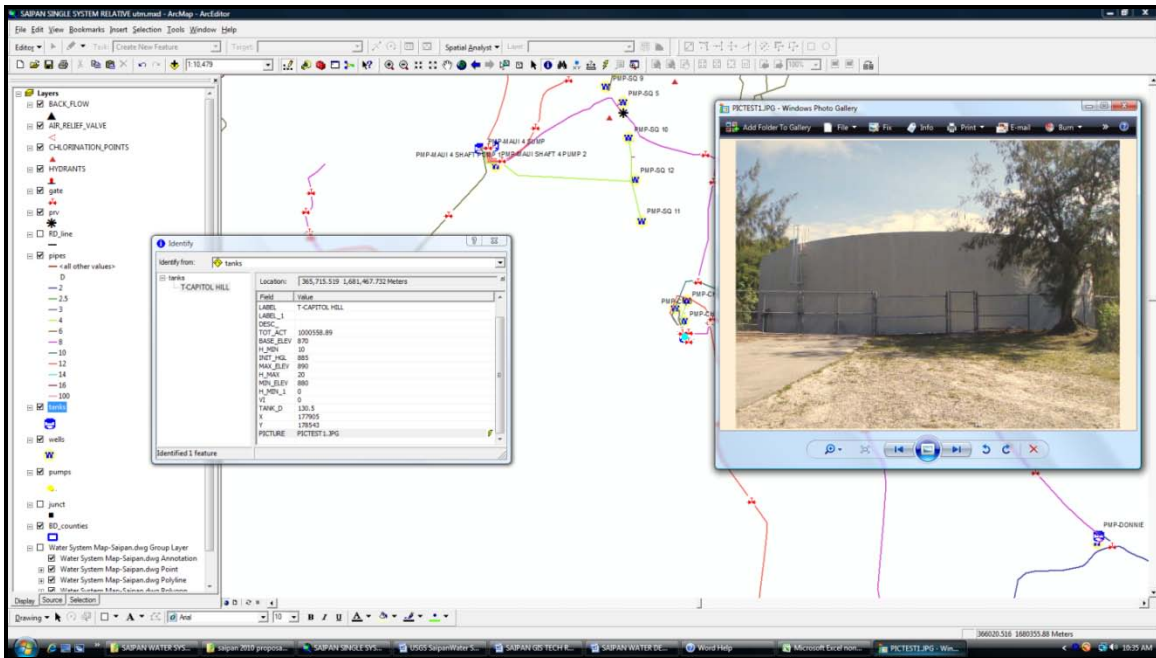 SAIPAN SINGLE SYSTEM RELATIVE utm.mxd - ArcMap - ArcEditor
File Edit View Bookmarks Insert Selection Tools Window Help
Editor Task: Create New Feature Target: Spatial Analyst Layer:
1:10,479
Layers
BACK_FLOW
AIR_RELIEF_VALVE
CHLORINATION_POINTS
HYDRANTS
gate
prv
RD_line
pipes
<all other values>
D
2
2.5
3
4
6
8
10
12
14
16
100
tanks
wells
W
pumps
junct
BD_counties
Water System Map-Saipan.dwg Group Layer
Water System Map-Saipan.dwg Annotation
Water System Map-Saipan.dwg Point
Water System Map-Saipan.dwg Polyline
Water System Map-Saipan.dwg Polygon
Display Source Selection
PMP-SQ 9
PMP-SQ 5
PMP-SQ 10
PMP-MAUI 4 SHAFT PUMP 1
PMP-MAUI SHAFT 4 PUMP 2
PMP-SQ 12
PMP-SQ 11
PMP-DONNIE
Identify
Identify from: tanks
tanks
T-CAPITOL HILL
Location: 365,715.519 1,681,467.732 Meters
Field Value
LABEL T-CAPITOL HILL
LABEL_1
DESC_
TOT_ACT 1000558.89
BASE_ELEV 870
H_MIN 10
INIT_HGL 885
MAX_ELEV 890
H_MAX 20
MIN_ELEV 880
H_MIN_1 0
VI 0
TANK_D 130.5
X 177905
Y 178543
PICTURE PICTEST1.JPG
Identified 1 feature
PICTEST1.JPG - Windows Photo Gallery
Add Folder To Gallery File Fix Info Print E-mail Burn
Drawing Arial 10 B I U A
366020.516 1680355.88 Meters
SAIPAN WATER SYS... saipan 2010 proposa... SAIPAN SINGLE SYS... USGS SaipanWater S... SAIPAN GIS TECH R... SAIPAN WATER DE... Word Help Microsoft Excel non... PICTEST1.JPG - Win... 10:35 AM